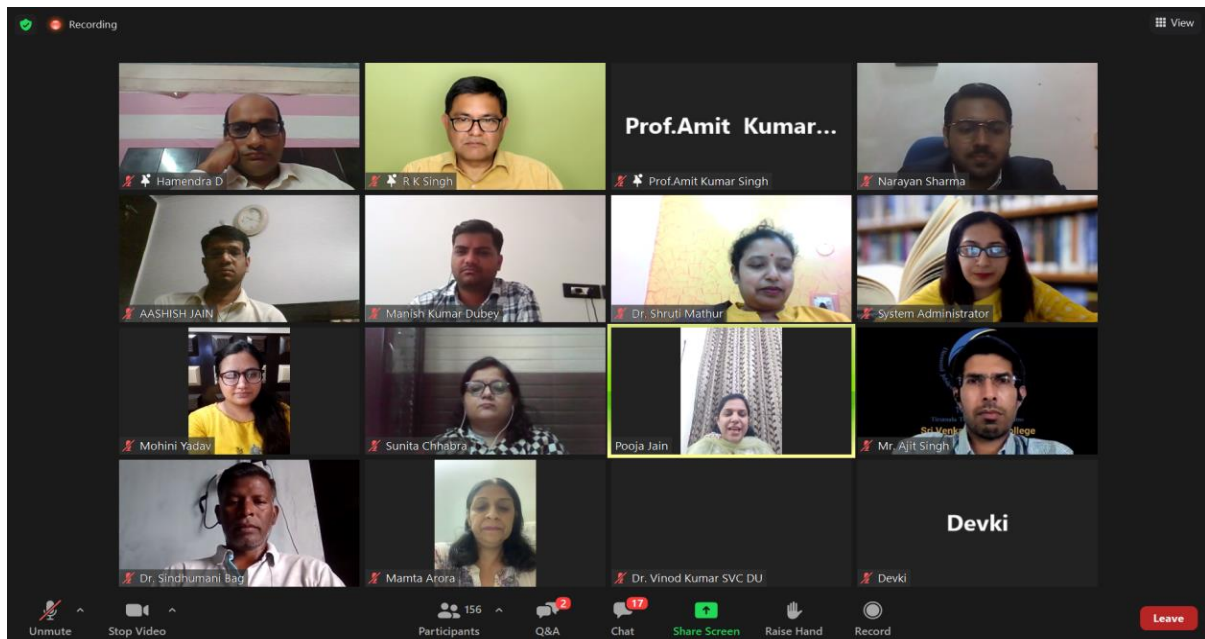 Recording
View
Prof.Amit Kumar...
Hamendra D
R K Singh
Prof.Amit Kumar Singh
Narayan Sharma
AASHISH JAIN
Manish Kumar Dubey
Dr. Shruti Mathur
System Administrator
Mohini Yadav
Sunita Chhabra
Pooja Jain
Mr. Ajit Singh
Devki
Dr. Sindhumani Bag
Mamta Arora
Dr. Vinod Kumar SVC DU
Devki
156
2
17
Unmute
Stop Video
Participants
Q&A
Chat
Share Screen
Raise Hand
Record
Leave